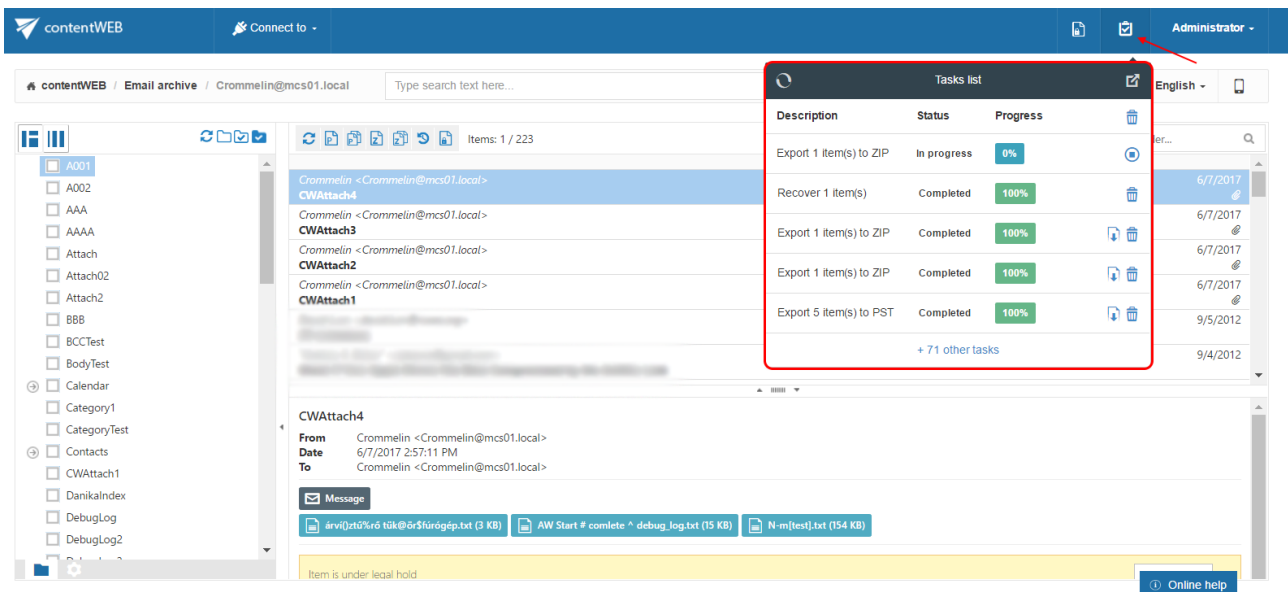 contentWEB
Connect to
Administrator
contentWEB / Email archive / Crommelin@mcs01.local
Type search text here...
English
Tasks list
Description Status Progress
Export 1 item(s) to ZIP In progress 0%
Recover 1 item(s) Completed 100%
Export 1 item(s) to ZIP Completed 100%
Export 1 item(s) to ZIP Completed 100%
Export 5 item(s) to PST Completed 100%
+ 71 other tasks
A001
A002
AAA
AAAA
Attach
Attach02
Attach2
BBB
BCCTest
BodyTest
Calendar
Category1
CategoryTest
Contacts
CWAttach1
DanikaIndex
DebugLog
DebugLog2
Items: 1 / 223
Crommelin <Crommelin@mcs01.local> 6/7/2017
CWAttach4
Crommelin <Crommelin@mcs01.local> 6/7/2017
CWAttach3
Crommelin <Crommelin@mcs01.local> 6/7/2017
CWAttach2
Crommelin <Crommelin@mcs01.local> 6/7/2017
CWAttach1
9/5/2012
9/4/2012
CWAttach4
From Crommelin <Crommelin@mcs01.local>
Date 6/7/2017 2:57:11 PM
To Crommelin <Crommelin@mcs01.local>
Message
árví()ztű%rő tük@őr$fúrógép.txt (3 KB) AW Start # comlete ^ debug_log.txt (15 KB) N-m[test].txt (154 KB)
Item is under legal hold
Online help